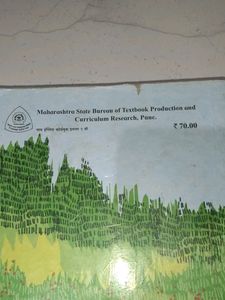 Maharashtra State Bureau of Textbook Production and
Curriculum Research, Pune.
₹ 70.00